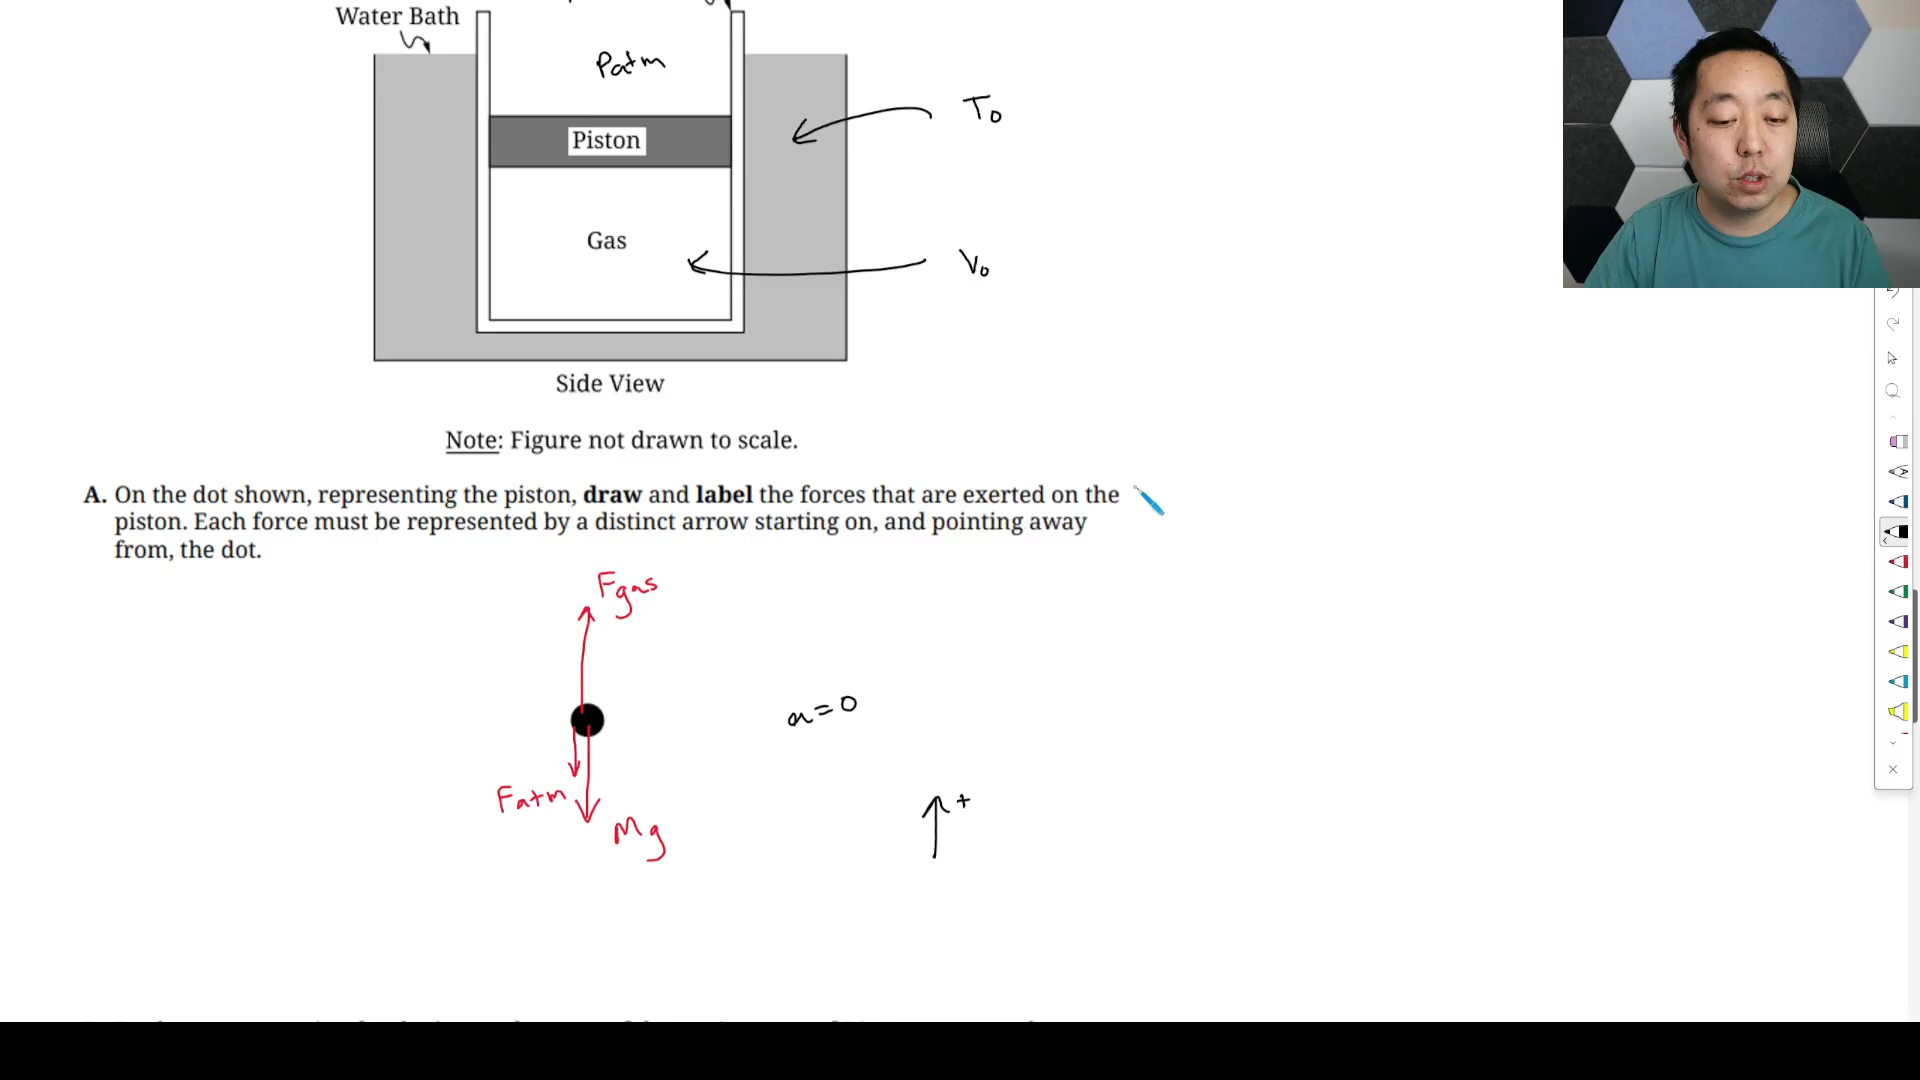 Water Bath
Patm
T₀
Piston
Gas
V₀
Side View
Note: Figure not drawn to scale.
A. On the dot shown, representing the piston, draw and label the forces that are exerted on the
piston. Each force must be represented by a distinct arrow starting on, and pointing away
from, the dot.
Fgas
a=0
Fatm
+
Mg